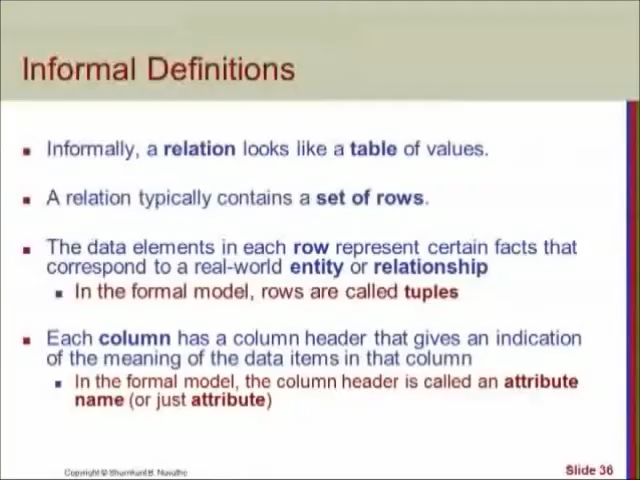 Informal Definitions
Informally, a relation looks like a table of values.
A relation typically contains a set of rows.
The data elements in each row represent certain facts that
correspond to a real-world entity or relationship
In the formal model, rows are called tuples
Each column has a column header that gives an indication
of the meaning of the data items in that column
In the formal model, the column header is called an attribute
name (or just attribute)
Copyright ©
Slide 36